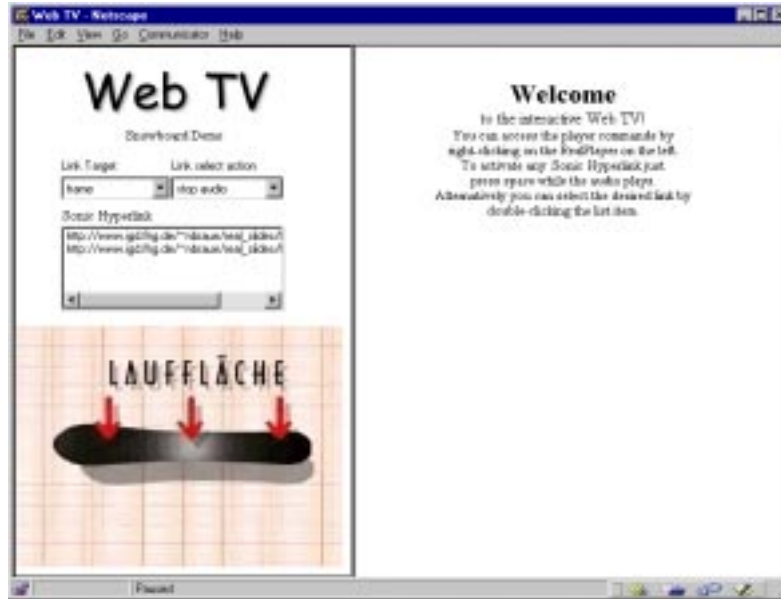 Web TV - Netscape
File Edit View Go Communicator Help
Web TV
Snowboard Demo
Link Target Link select action
frame stop audio
Sonic Hyperlink
LAUFFLÄCHE
Welcome
to the interactive Web TV!
You can access the player commands by
right-clicking on the RealPlayer on the left.
To activate any Sonic Hyperlink just
press space while the audio plays.
Alternatively you can select the desired link by
double-clicking the list item.
Paused